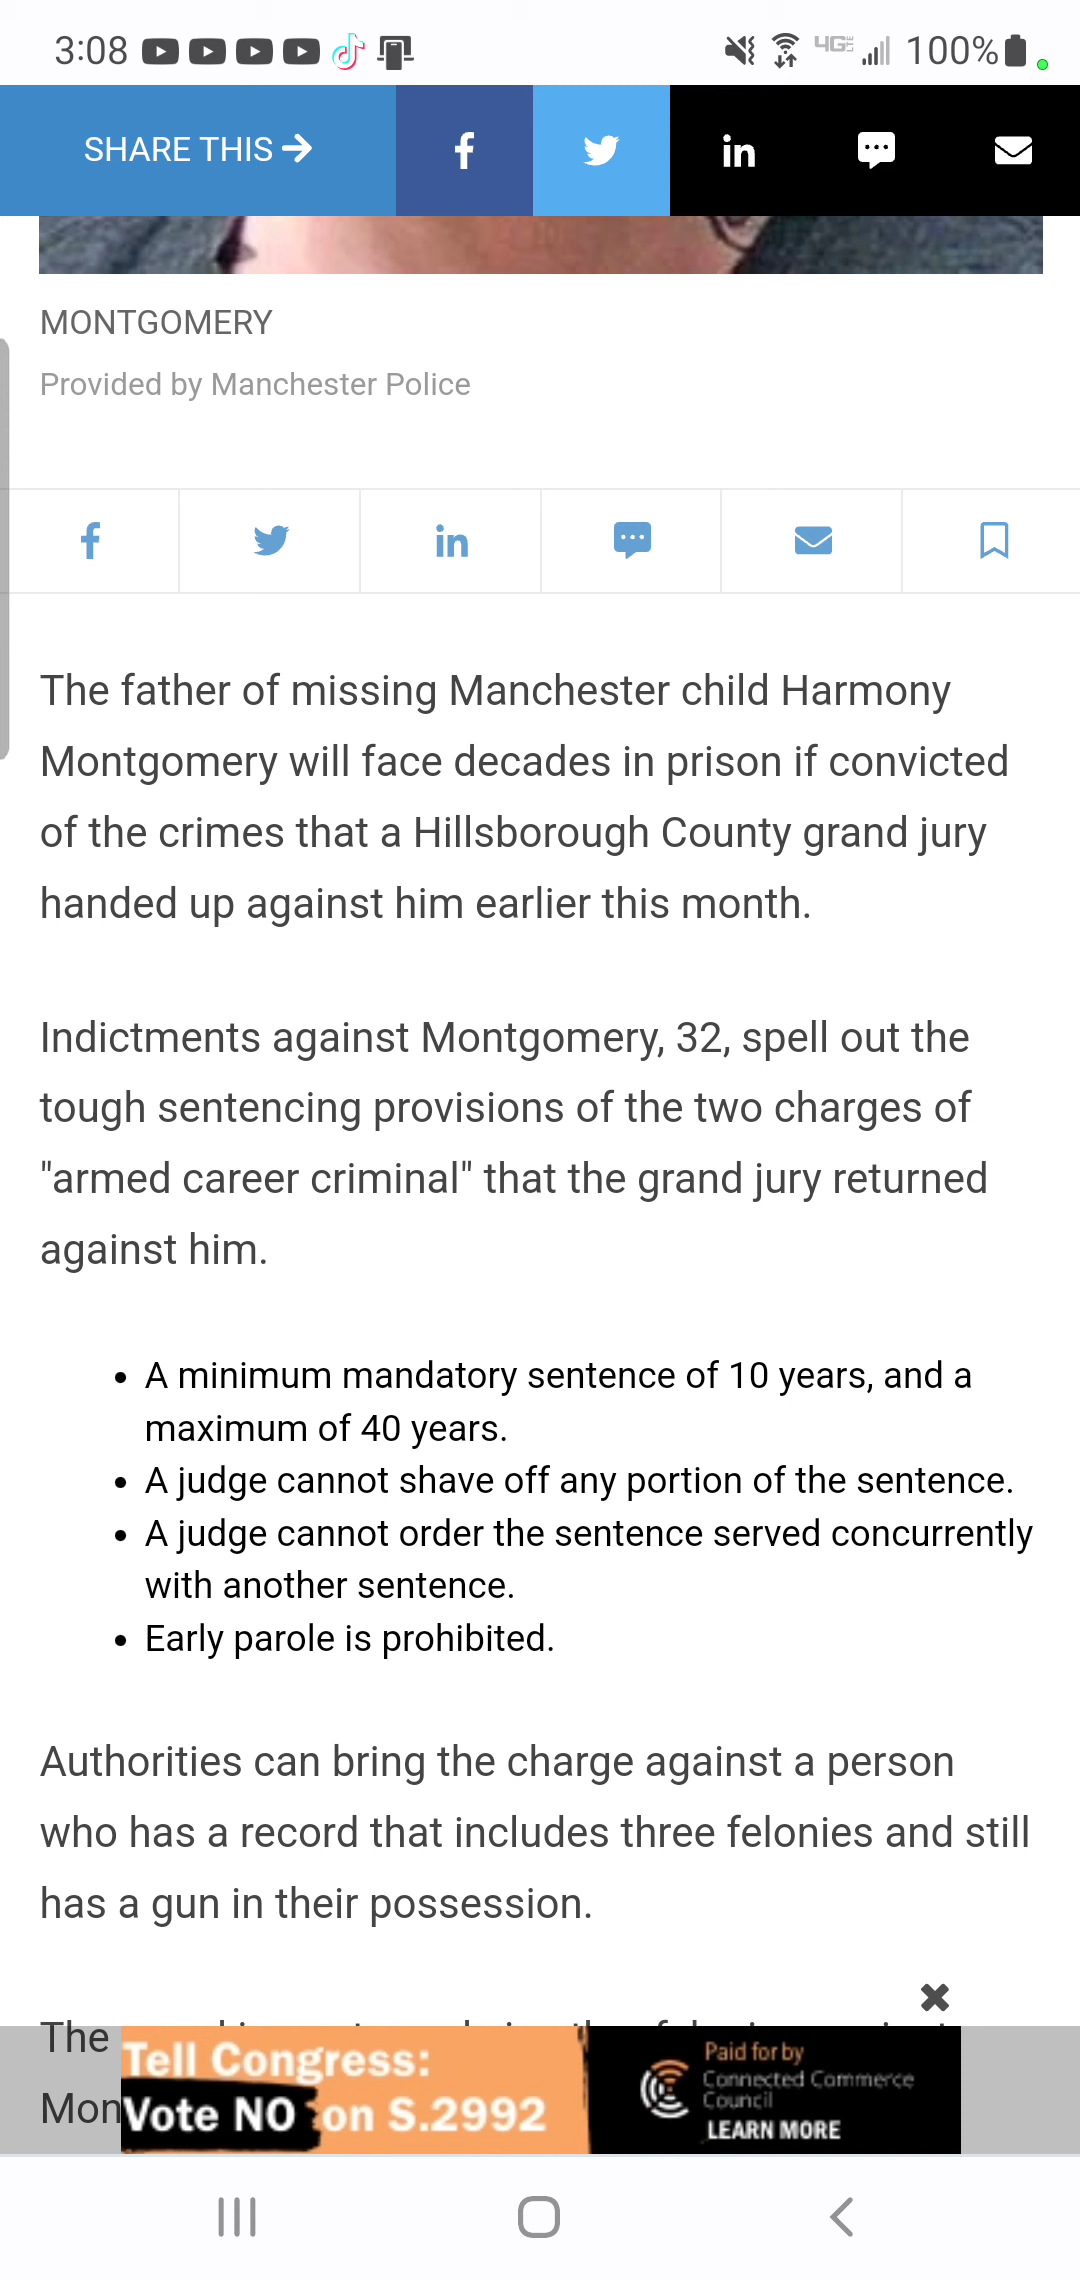 3:08
4G LTE
100%
SHARE THIS
MONTGOMERY
Provided by Manchester Police
The father of missing Manchester child Harmony
Montgomery will face decades in prison if convicted
of the crimes that a Hillsborough County grand jury
handed up against him earlier this month.
Indictments against Montgomery, 32, spell out the
tough sentencing provisions of the two charges of
"armed career criminal" that the grand jury returned
against him.
• A minimum mandatory sentence of 10 years, and a
maximum of 40 years.
• A judge cannot shave off any portion of the sentence.
• A judge cannot order the sentence served concurrently
with another sentence.
• Early parole is prohibited.
Authorities can bring the charge against a person
who has a record that includes three felonies and still
has a gun in their possession.
The
Mon
Tell Congress:
Vote NO on S.2992
Paid for by
Connected Commerce
Council
LEARN MORE